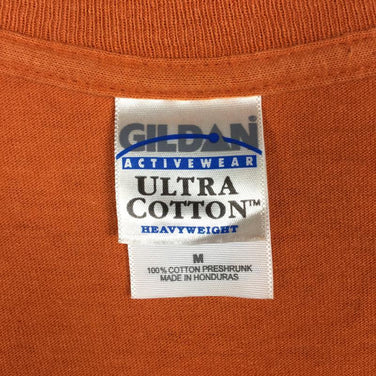 GILDAN
ACTIVEWEAR
ULTRA
COTTON™
HEAVYWEIGHT
M
100% COTTON PRESHRUNK
MADE IN HONDURAS